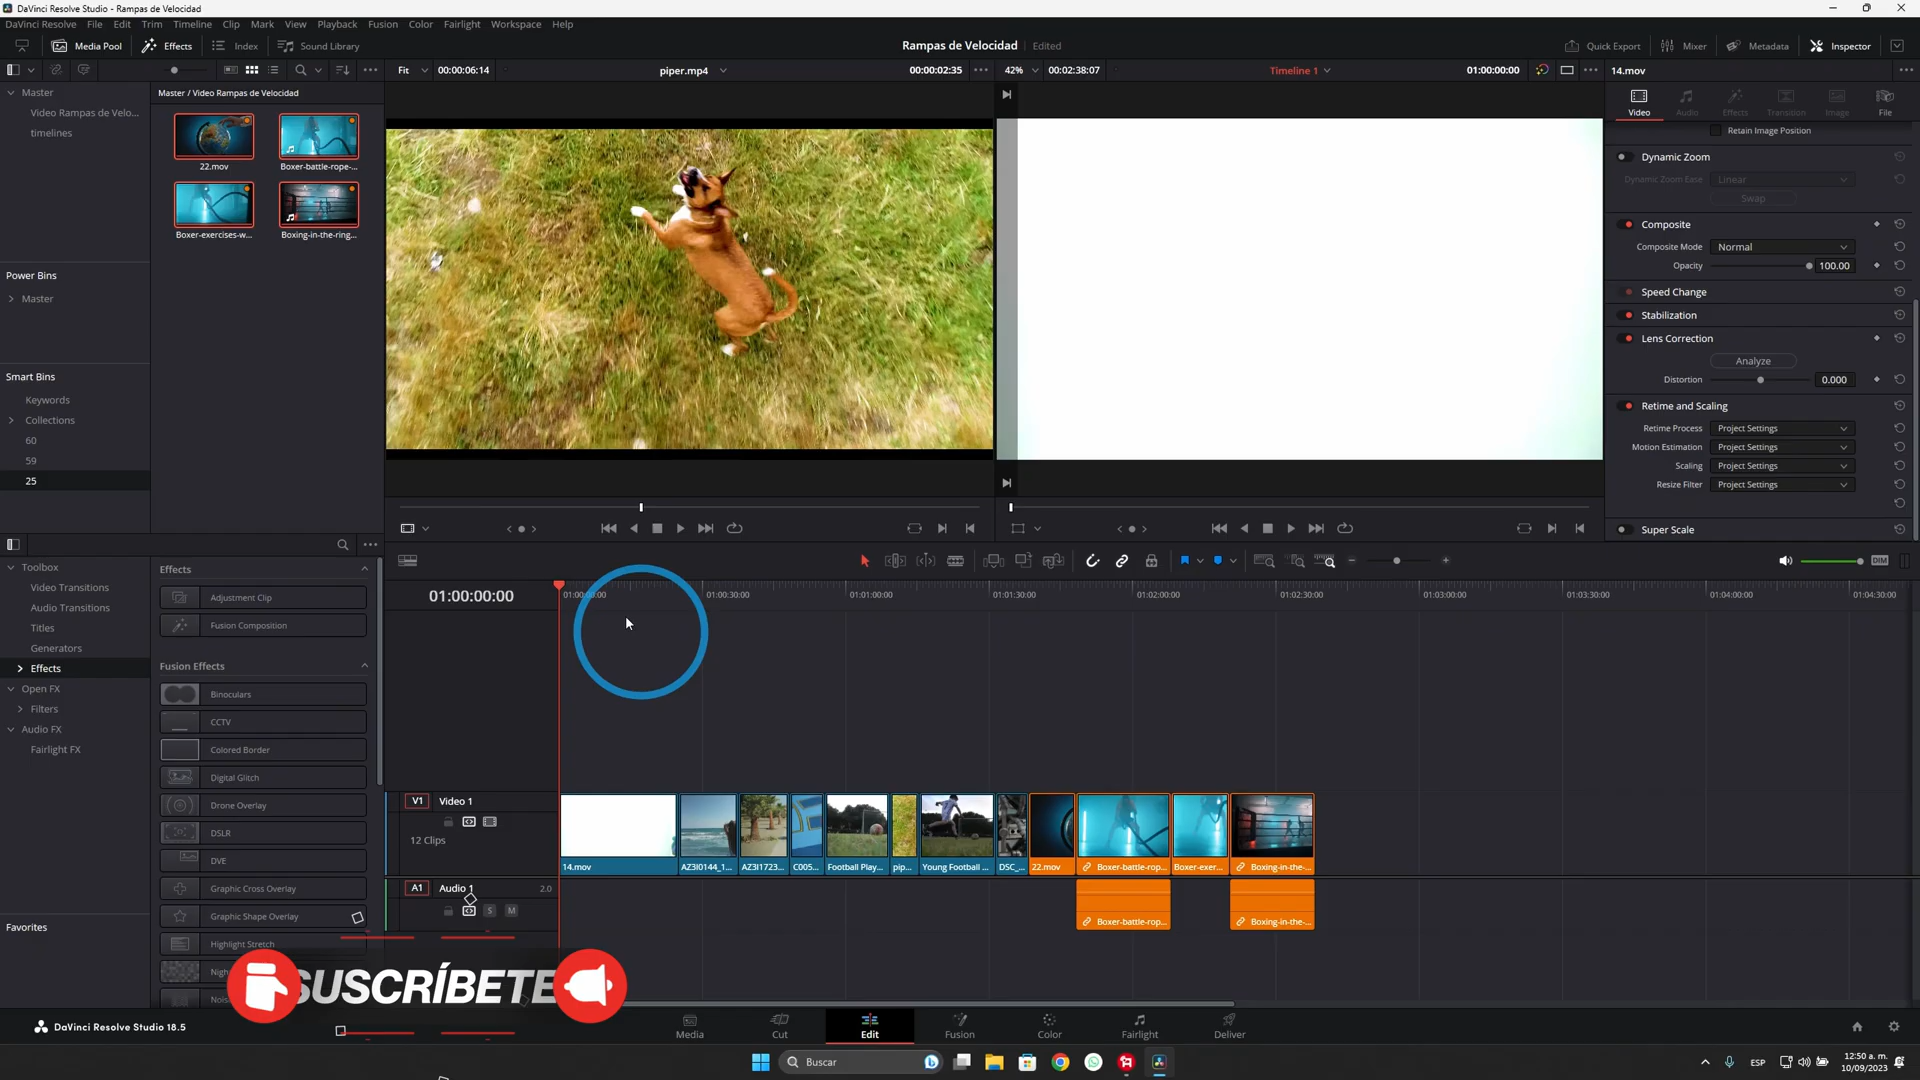 DaVinci Resolve Studio - Rampas de Velocidad
DaVinci Resolve File Edit Trim Timeline Clip Mark View Playback Fusion Color Fairlight Workspace Help
Media Pool Effects Index Sound Library
Rampas de Velocidad Edited
Quick Export Mixer Metadata Inspector
Fit 00:00:06:14 piper.mp4 00:00:02:35
42% 00:02:38:07 Timeline 1 01:00:00:00
14.mov
Master
Video Rampas de Velo...
timelines
Power Bins
Master
Smart Bins
Keywords
Collections
60
59
25
Master / Video Rampas de Velocidad
22.mov
Boxer-battle-rope-...
Boxer-exercises-w...
Boxing-in-the-ring...
Video Audio Effects Transition Image File
Retain Image Position
Dynamic Zoom
Dynamic Zoom Ease Linear
Swap
Composite
Composite Mode Normal
Opacity 100.00
Speed Change
Stabilization
Lens Correction
Analyze
Distortion 0.000
Retime and Scaling
Retime Process Project Settings
Motion Estimation Project Settings
Scaling Project Settings
Resize Filter Project Settings
Super Scale
Toolbox
Video Transitions
Audio Transitions
Titles
Generators
Effects
Open FX
Filters
Audio FX
Fairlight FX
Favorites
Effects
Adjustment Clip
Fusion Composition
Fusion Effects
Binoculars
CCTV
Colored Border
Digital Glitch
Drone Overlay
DSLR
DVE
Graphic Cross Overlay
Graphic Shape Overlay
Highlight Stretch
DIM
01:00:00:00
01:00:00:00 01:00:30:00 01:01:00:00 01:01:30:00 01:02:00:00 01:02:30:00 01:03:00:00 01:03:30:00 01:04:00:00 01:04:30:00
V1 Video 1
12 Clips
14.mov AZ3I0144_1... AZ3I1723... C005... Football Play... pip... Young Football ... DSC_... 22.mov Boxer-battle-rop... Boxer-exer... Boxing-in-the-...
A1 Audio 1 2.0
S M
Boxer-battle-rop... Boxing-in-the-...
SUSCRÍBETE
DaVinci Resolve Studio 18.5
Media Cut Edit Fusion Color Fairlight Deliver
Buscar
ESP
12:50 a. m.
10/09/2023